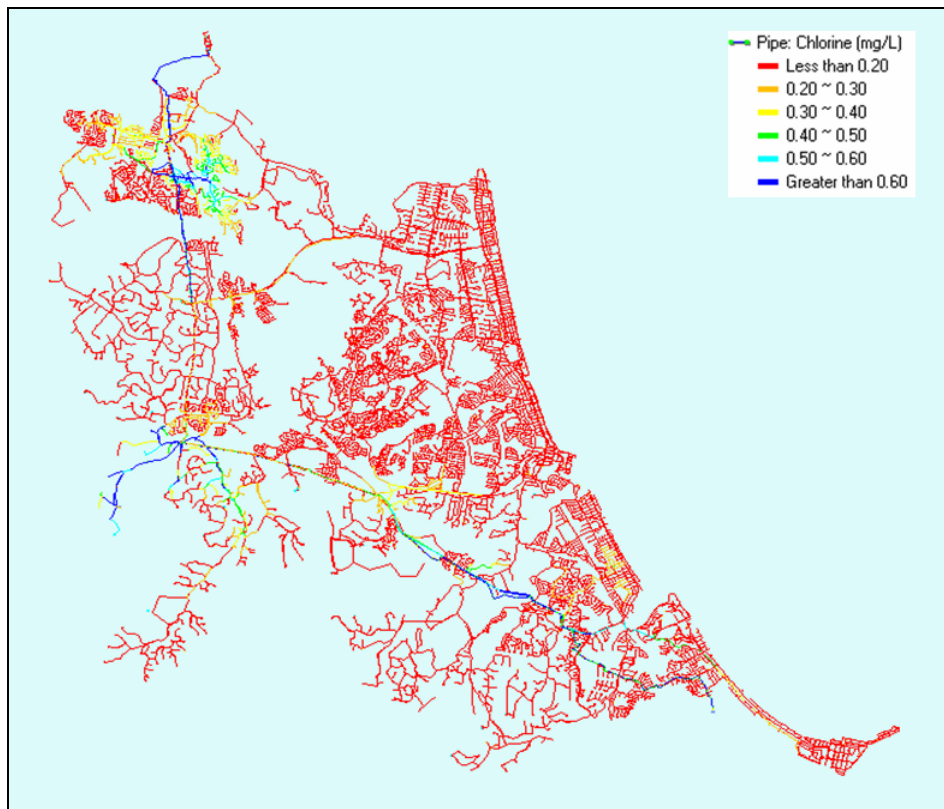 Pipe: Chlorine (mg/L)
Less than 0.20
0.20 ~ 0.30
0.30 ~ 0.40
0.40 ~ 0.50
0.50 ~ 0.60
Greater than 0.60